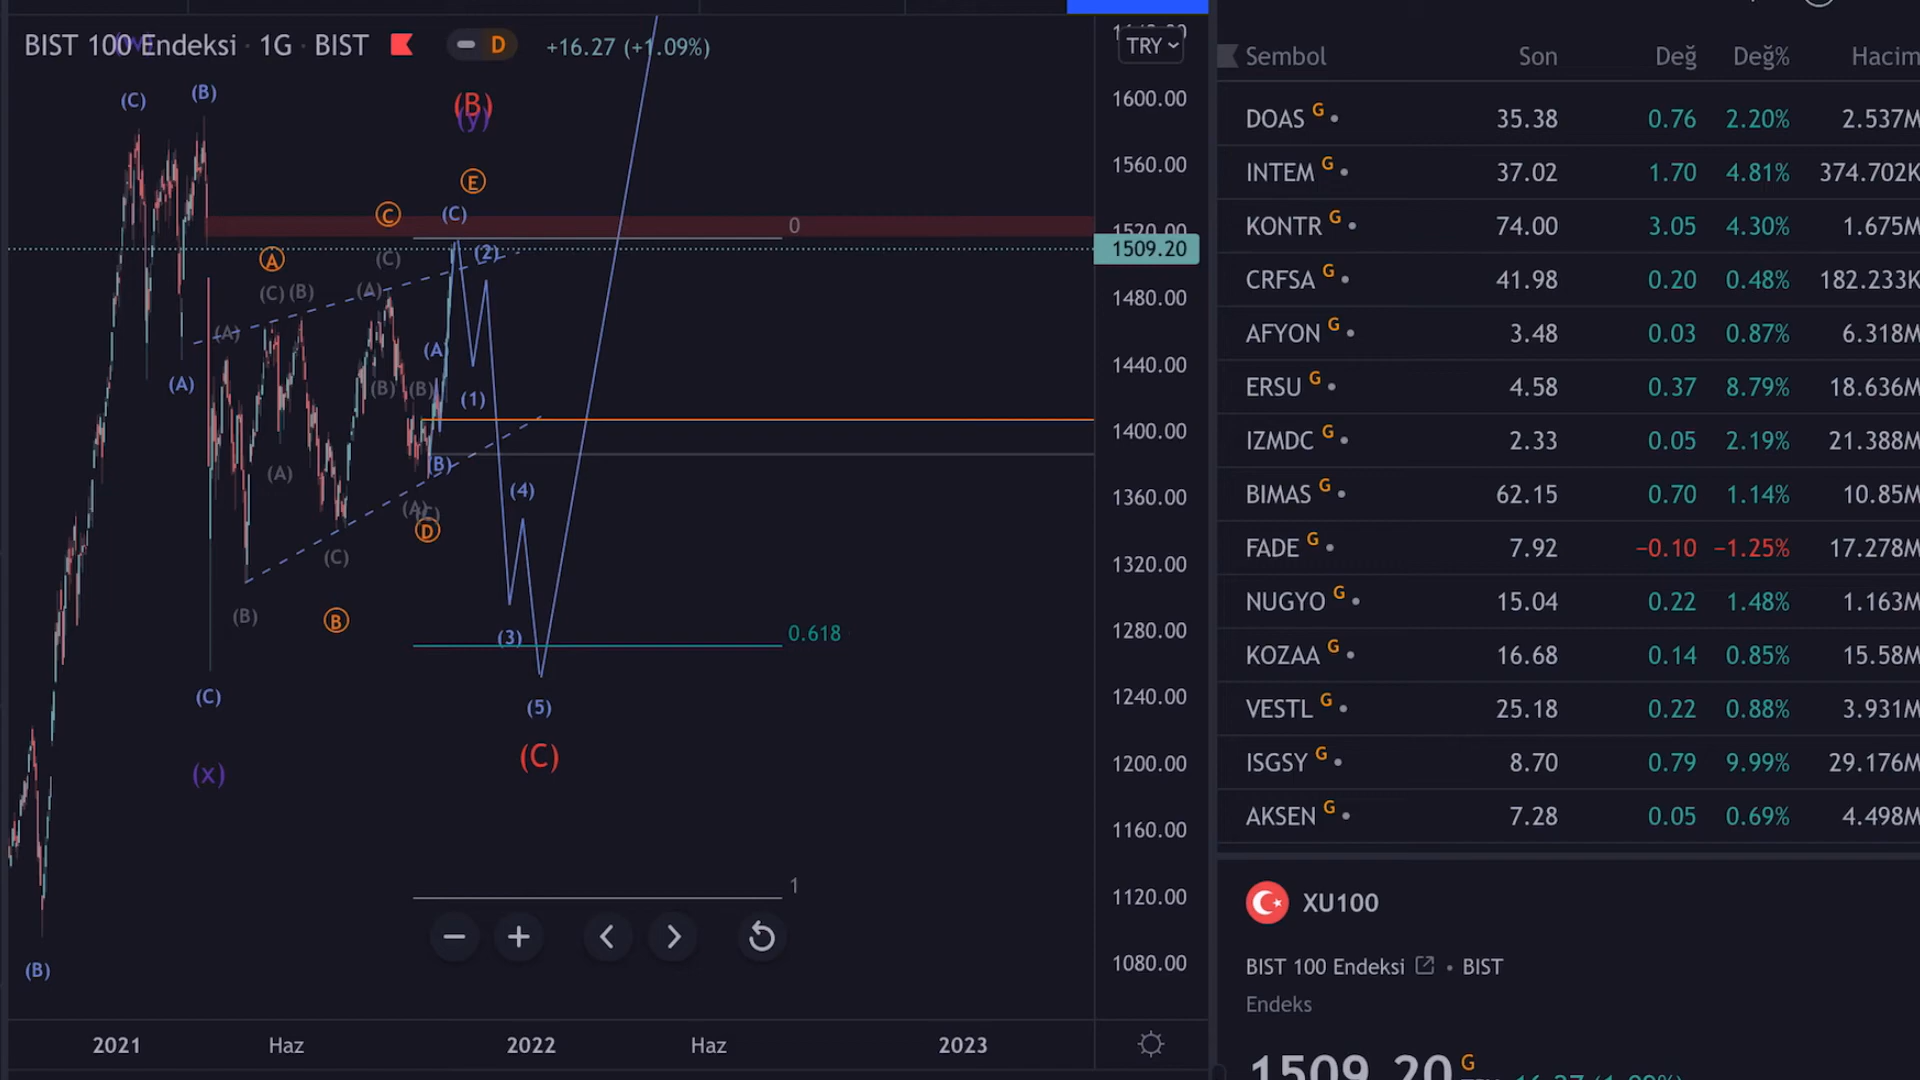 BIST 100 Endeksi · 1G · BIST D +16.27 (+1.09%)
TRY
(C)
(B)
(B)
(y)
E
C
(C)
0
(2)
A
(C)
(C) (B)
(A)
(A)
(A)
(A)
(B) (B)
(1)
(A)
(B)
(4)
(A) (C)
D
(C)
(B)
B
(3)
0.618
(C)
(5)
(C)
(x)
1
(B)
1600.00
1560.00
1520.00
1509.20
1480.00
1440.00
1400.00
1360.00
1320.00
1280.00
1240.00
1200.00
1160.00
1120.00
1080.00
2021 Haz 2022 Haz 2023
Sembol Son Değ Değ% Hacim
DOAS G • 35.38 0.76 2.20% 2.537M
INTEM G • 37.02 1.70 4.81% 374.702K
KONTR G • 74.00 3.05 4.30% 1.675M
CRFSA G • 41.98 0.20 0.48% 182.233K
AFYON G • 3.48 0.03 0.87% 6.318M
ERSU G • 4.58 0.37 8.79% 18.636M
IZMDC G • 2.33 0.05 2.19% 21.388M
BIMAS G • 62.15 0.70 1.14% 10.85M
FADE G • 7.92 −0.10 −1.25% 17.278M
NUGYO G • 15.04 0.22 1.48% 1.163M
KOZAA G • 16.68 0.14 0.85% 15.58M
VESTL G • 25.18 0.22 0.88% 3.931M
ISGSY G • 8.70 0.79 9.99% 29.176M
AKSEN G • 7.28 0.05 0.69% 4.498M
XU100
BIST 100 Endeksi • BIST
Endeks
1509.20 G